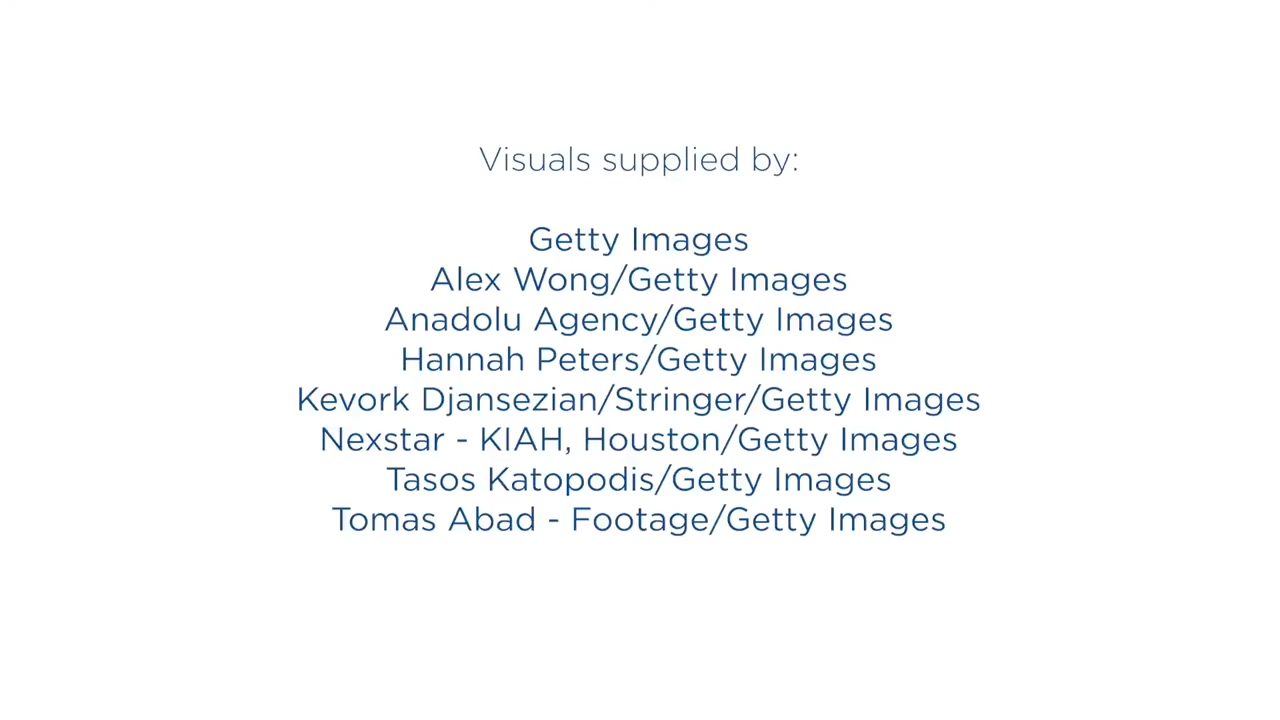 Visuals supplied by:
Getty Images
Alex Wong/Getty Images
Anadolu Agency/Getty Images
Hannah Peters/Getty Images
Kevork Djansezian/Stringer/Getty Images
Nexstar - KIAH, Houston/Getty Images
Tasos Katopodis/Getty Images
Tomas Abad - Footage/Getty Images